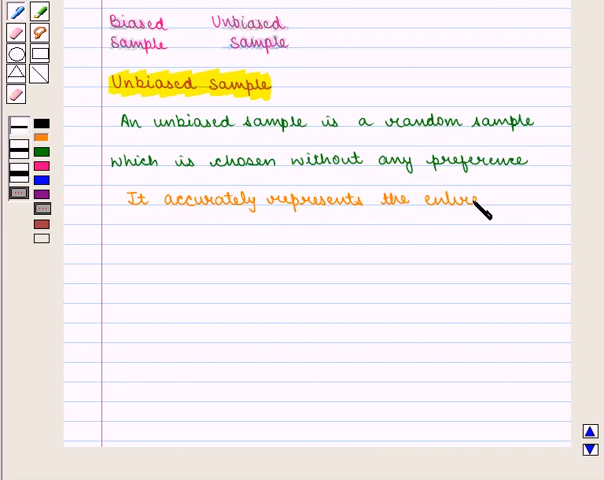 Biased Unbiased
Sample Sample
Unbiased Sample
An unbiased sample is a random sample
which is chosen without any preference
It accurately represents the entire